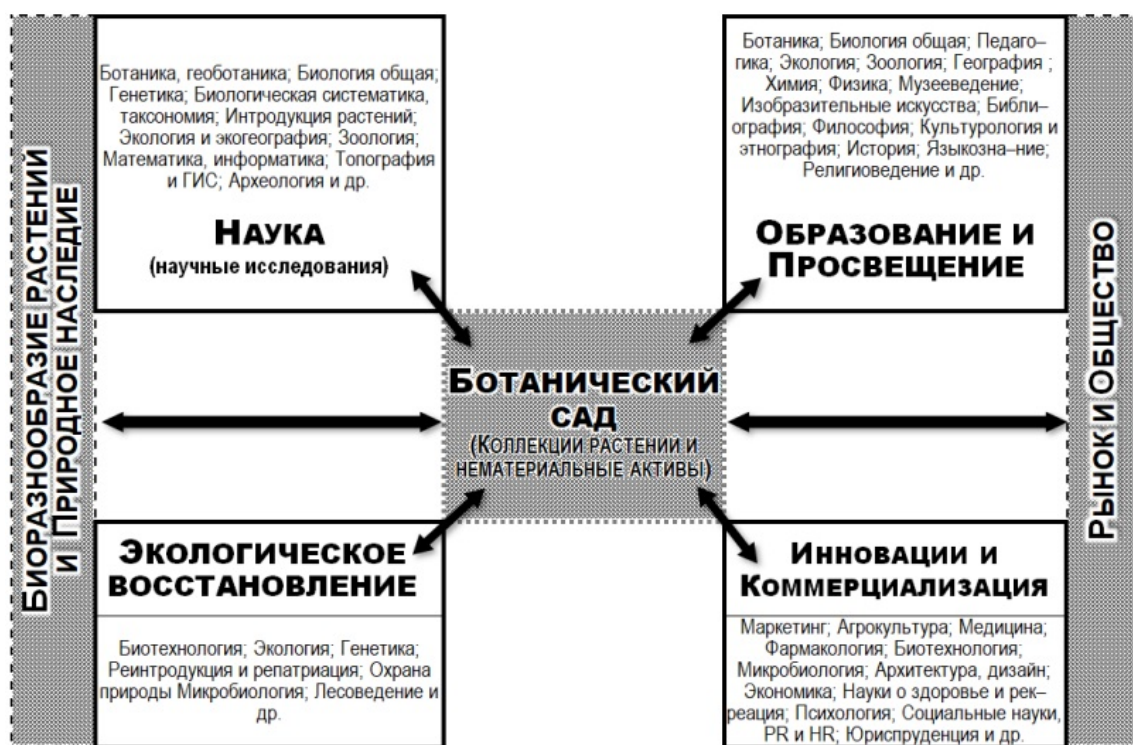 БИОРАЗНООБРАЗИЕ РАСТЕНИЙ
И ПРИРОДНОЕ НАСЛЕДИЕ
Ботаника, геоботаника; Биология общая;
Генетика; Биологическая систематика,
таксономия; Интродукция растений;
Экология и экогеография; Зоология;
Математика, информатика; Топография
и ГИС; Археология и др.
НАУКА
(научные исследования)
Ботаника; Биология общая; Педаго–
гика; Экология; Зоология; География ;
Химия; Физика; Музееведение;
Изобразительные искусства; Библи–
ография; Философия; Культурология и
этнография; История; Языкозна–ние;
Религиоведение и др.
ОБРАЗОВАНИЕ И
ПРОСВЕЩЕНИЕ
БОТАНИЧЕСКИЙ
САД
(КОЛЛЕКЦИИ РАСТЕНИИ И
НЕМАТЕРИАЛЬНЫЕ АКТИВЫ)
ЭКОЛОГИЧЕСКОЕ
ВОССТАНОВЛЕНИЕ
Биотехнология; Экология; Генетика;
Реинтродукция и репатриация; Охрана
природы Микробиология; Лесоведение и
др.
ИННОВАЦИИ И
КОММЕРЦИАЛИЗАЦИЯ
Маркетинг; Агрокультура; Медицина;
Фармакология; Биотехнология;
Микробиология; Архитектура, дизайн;
Экономика; Науки о здоровье и рек–
реация; Психология; Социальные науки,
PR и HR; Юриспруденция и др.
РЫНОК И ОБЩЕСТВО